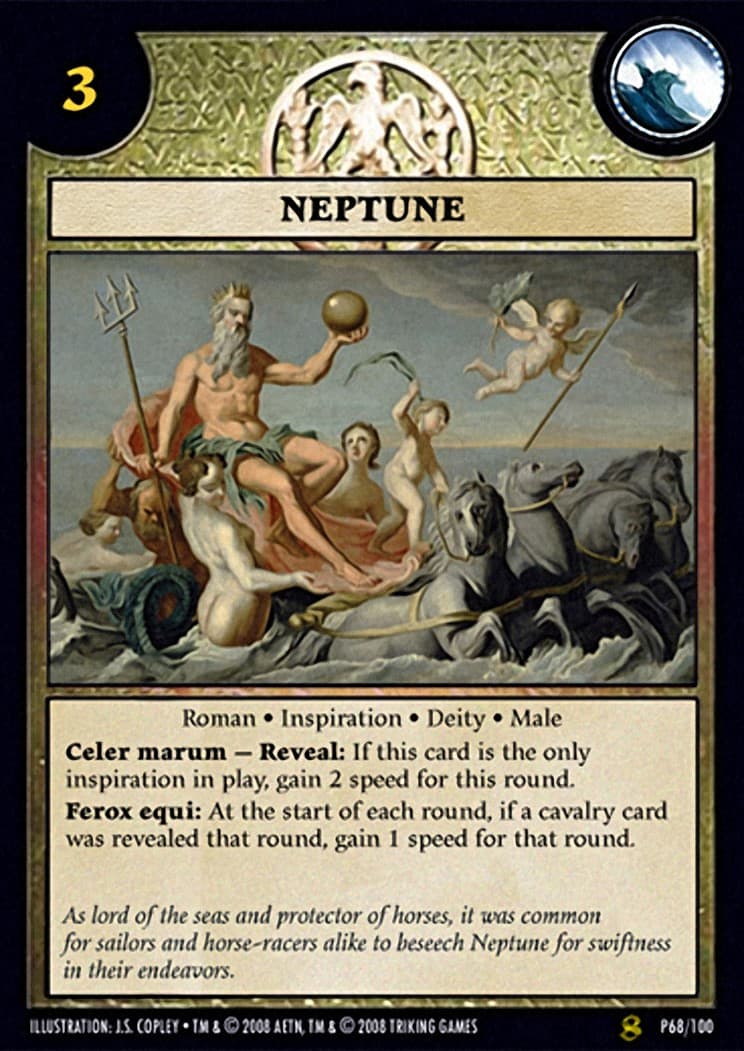 3
NEPTUNE
Roman • Inspiration • Deity • Male
Celer marum – Reveal: If this card is the only
inspiration in play, gain 2 speed for this round.
Ferox equi: At the start of each round, if a cavalry card
was revealed that round, gain 1 speed for that round.
As lord of the seas and protector of horses, it was common
for sailors and horse-racers alike to beseech Neptune for swiftness
in their endeavors.
ILLUSTRATION: J.S. COPLEY • TM & © 2008 AETN, TM & © 2008 TRIKING GAMES
8 P68/100